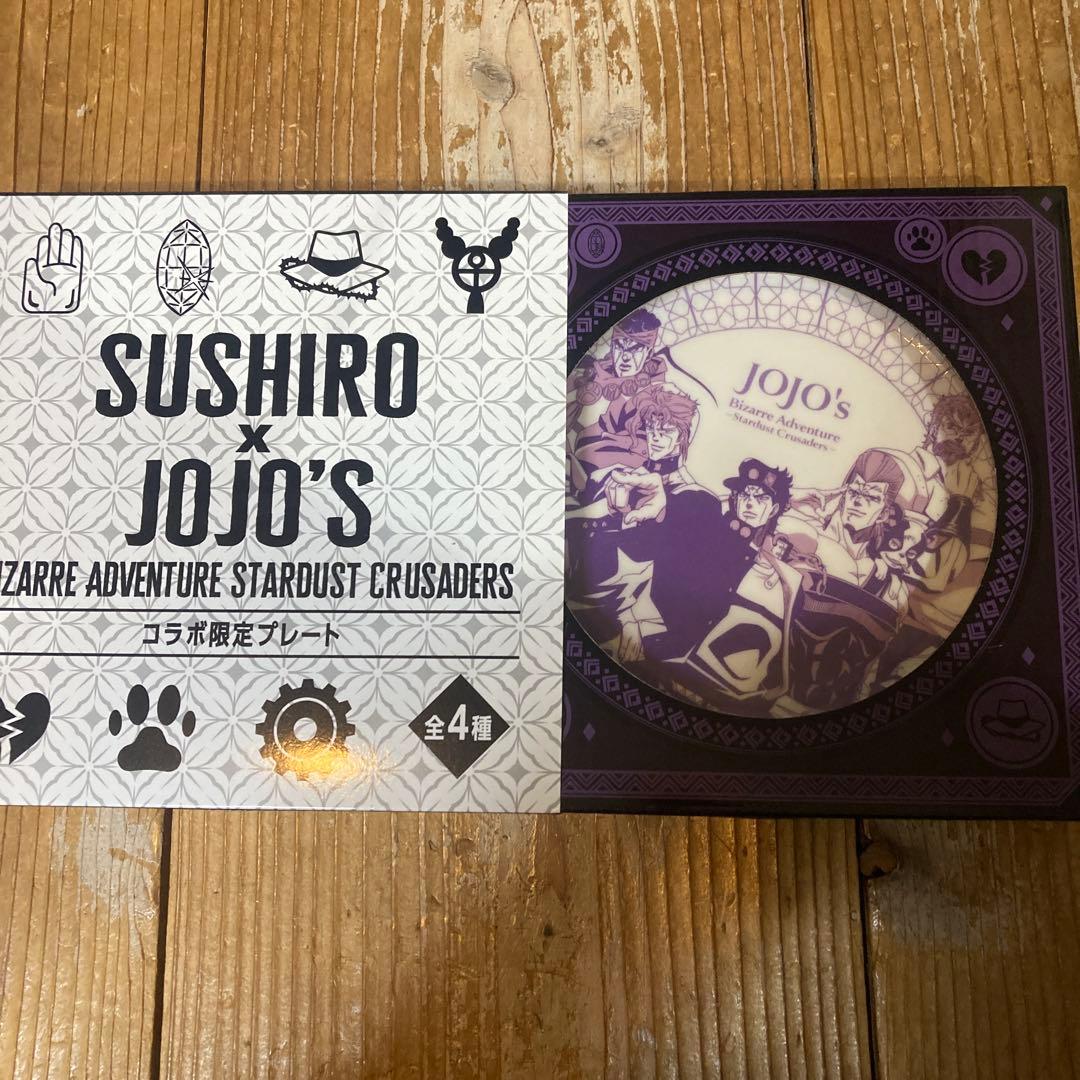 SUSHIRO
x
JOJO'S
IZARRE ADVENTURE STARDUST CRUSADERS
コラボ限定プレート
全4種
JOJO's
Bizarre Adventure
-Stardust Crusaders-